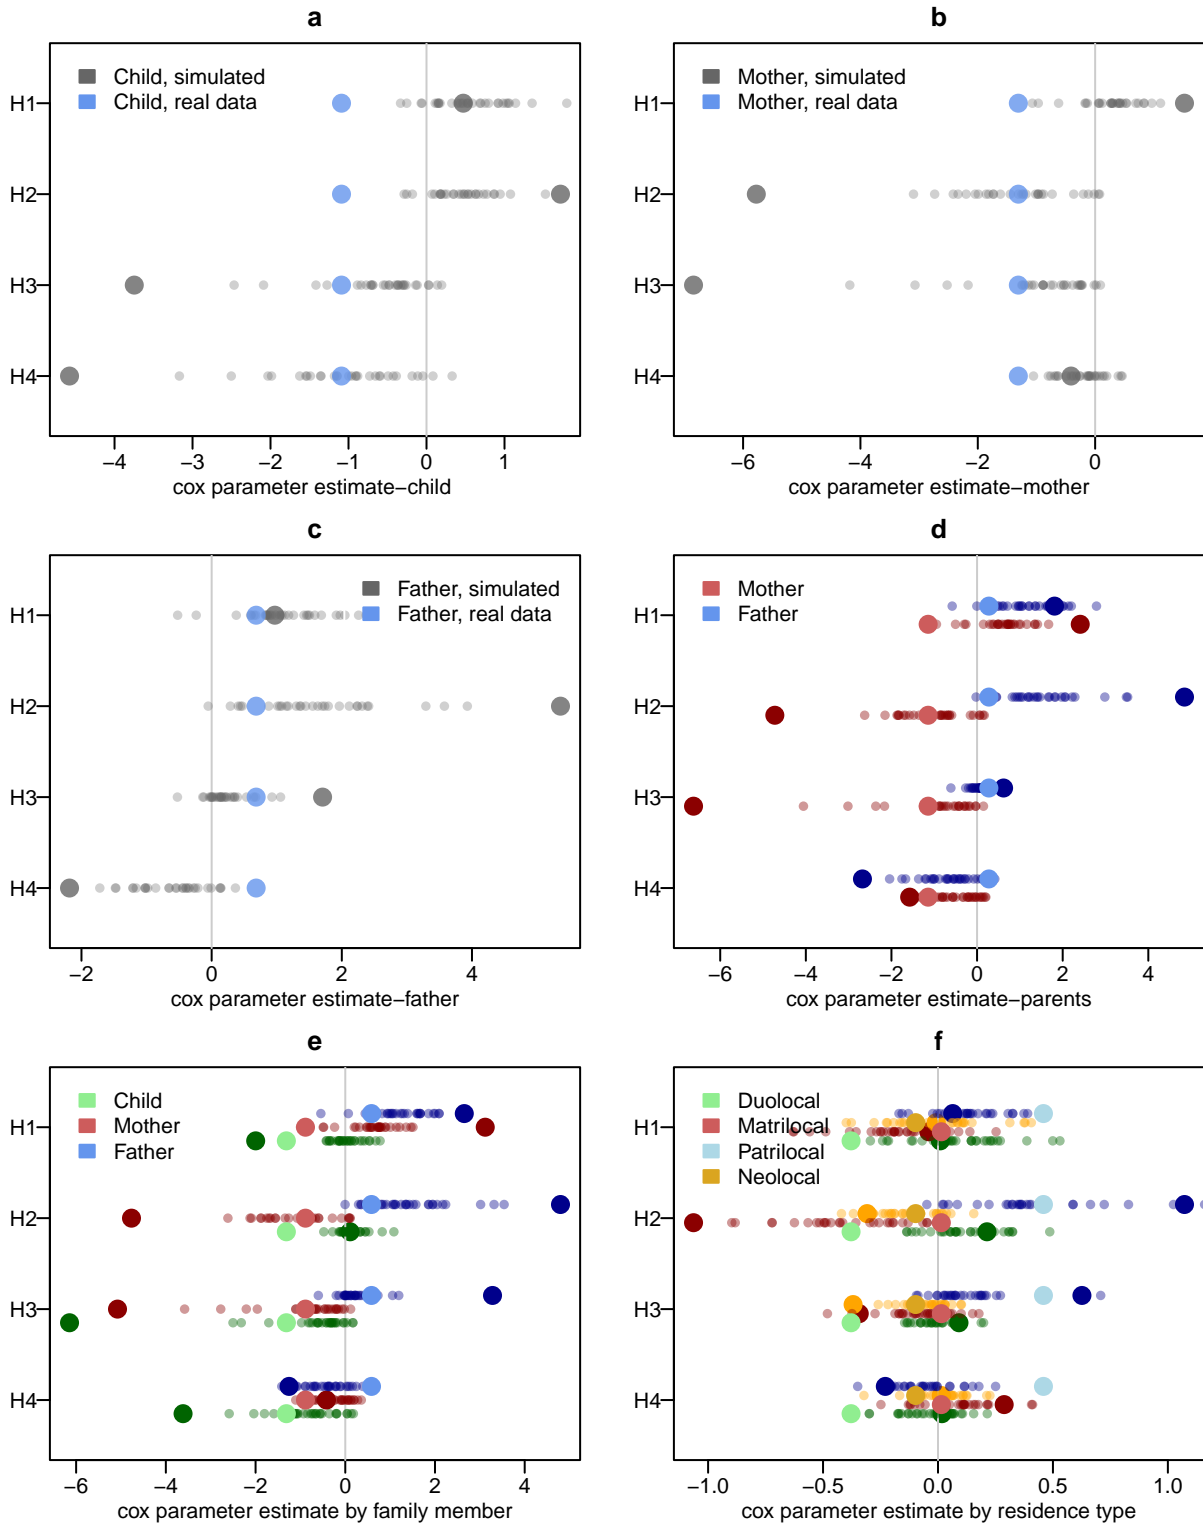 a
Child, simulated
Child, real data
H1
H2
H3
H4
−4 −3 −2 −1 0 1
cox parameter estimate−child
b
Mother, simulated
Mother, real data
H1
H2
H3
H4
−6 −4 −2 0
cox parameter estimate−mother
c
Father, simulated
Father, real data
H1
H2
H3
H4
−2 0 2 4
cox parameter estimate−father
d
Mother
Father
H1
H2
H3
H4
−6 −4 −2 0 2 4
cox parameter estimate−parents
e
Child
Mother
Father
H1
H2
H3
H4
−6 −4 −2 0 2 4
cox parameter estimate by family member
f
Duolocal
Matrilocal
Patrilocal
Neolocal
H1
H2
H3
H4
−1.0 −0.5 0.0 0.5 1.0
cox parameter estimate by residence type